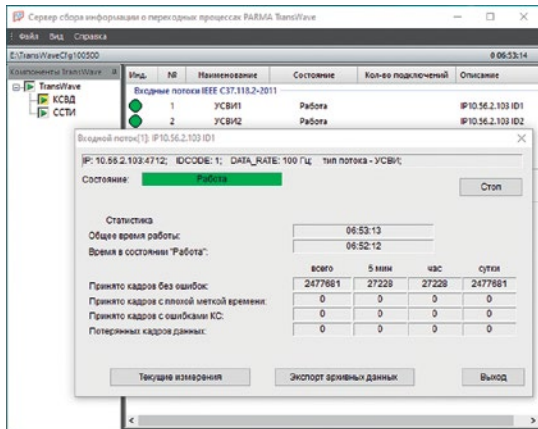 Сервер сбора информации о переходных процессах PARMA TransWave
Файл Вид Справка
E:\TransWaveCfg100500
0 06:53:14
Компоненты TransWave
TransWave
КСВД
ССТИ
Инд. № Наименование Состояние Кол-во подключений Описание
Входные потоки IEEE C37.118.2-2011
1 УСВИ1 Работа IP10.56.2.103 ID1
2 УСВИ2 Работа IP10.56.2.103 ID2
Входной поток[1]: IP10.56.2.103 ID1
IP: 10.56.2.103:4712; IDCODE: 1; DATA_RATE: 100 Гц; тип потока - УСВИ;
Состояние: Работа
Стоп
Статистика
Общее время работы: 06:53:13
Время в состоянии "Работа": 06:52:12
всего 5 мин час сутки
Принято кадров без ошибок: 2477681 27228 27228 2477681
Принято кадров с плохой меткой времени: 0 0 0 0
Принято кадров с ошибками КС: 0 0 0 0
Потерянных кадров данных: 0 0 0 0
Текущие измерения Экспорт архивных данных Выход